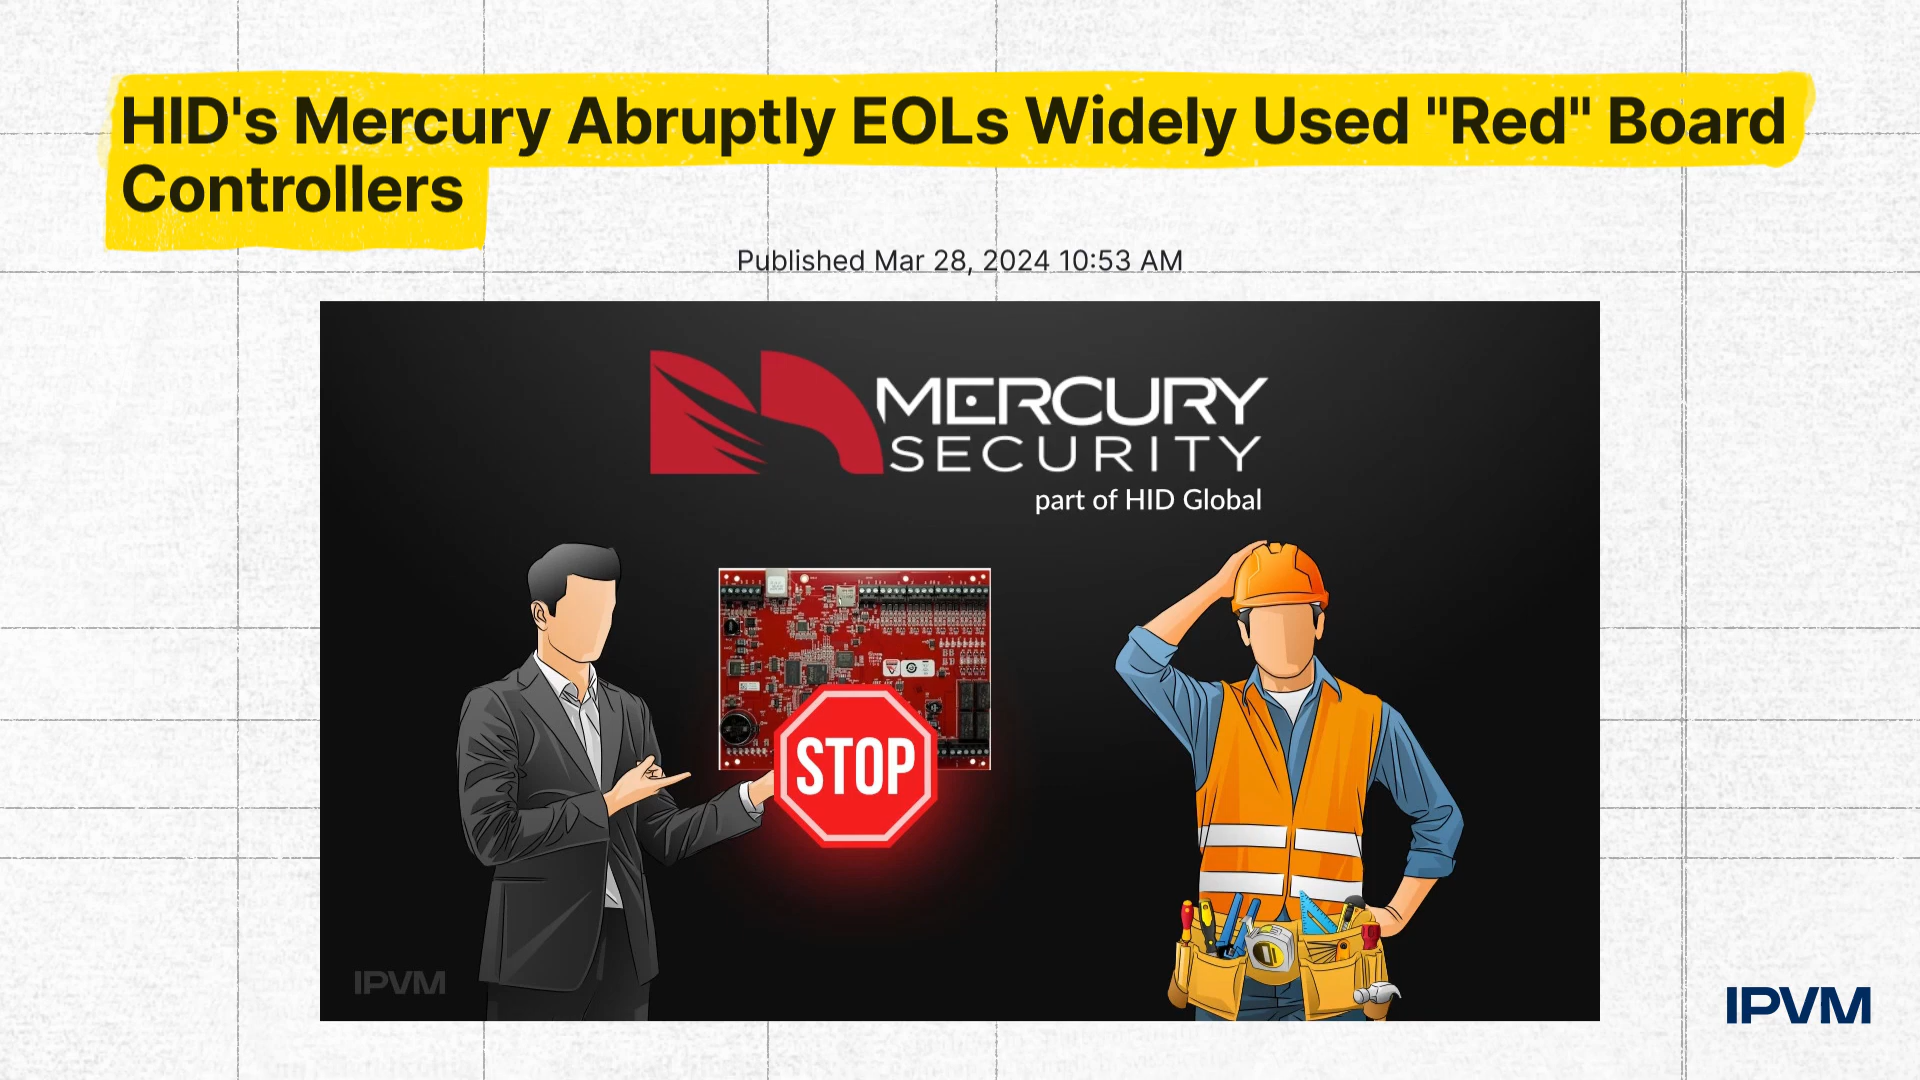 HID's Mercury Abruptly EOLs Widely Used "Red" Board
Controllers
Published Mar 28, 2024 10:53 AM
MERCURY
SECURITY
part of HID Global
STOP
IPVM
IPVM